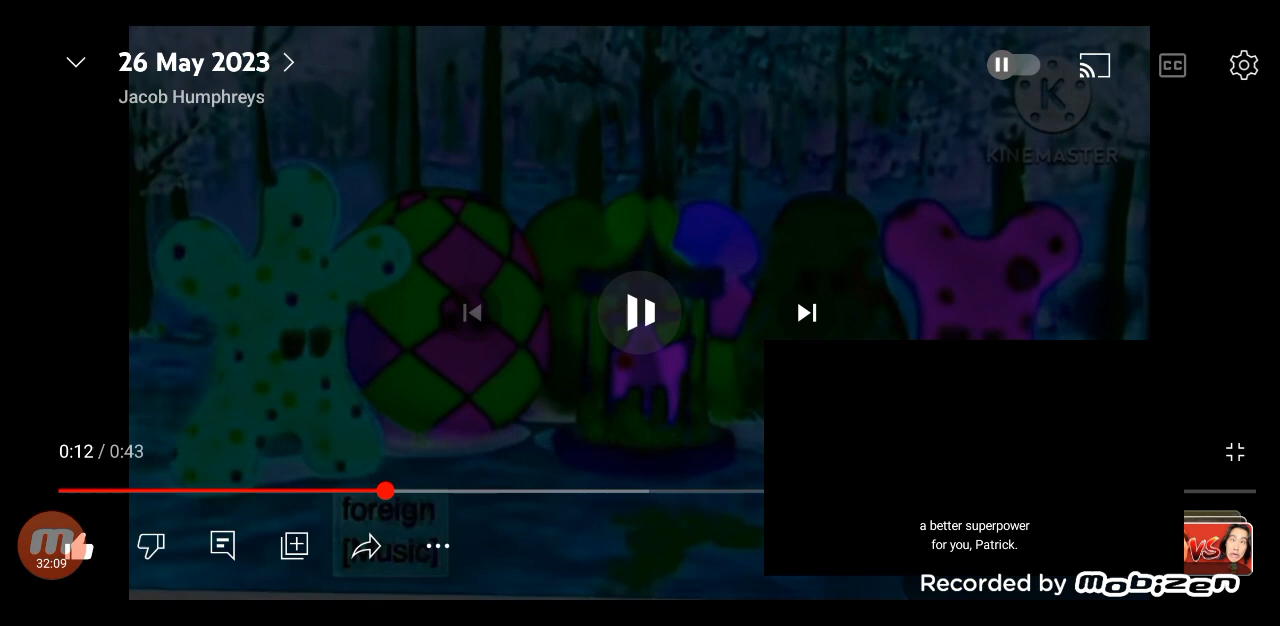 26 May 2023
Jacob Humphreys
CC
K
KINEMASTER
0:12 / 0:43
foreign
[Music]
a better superpower
for you, Patrick.
m
32:09
VS
Recorded by mobizen